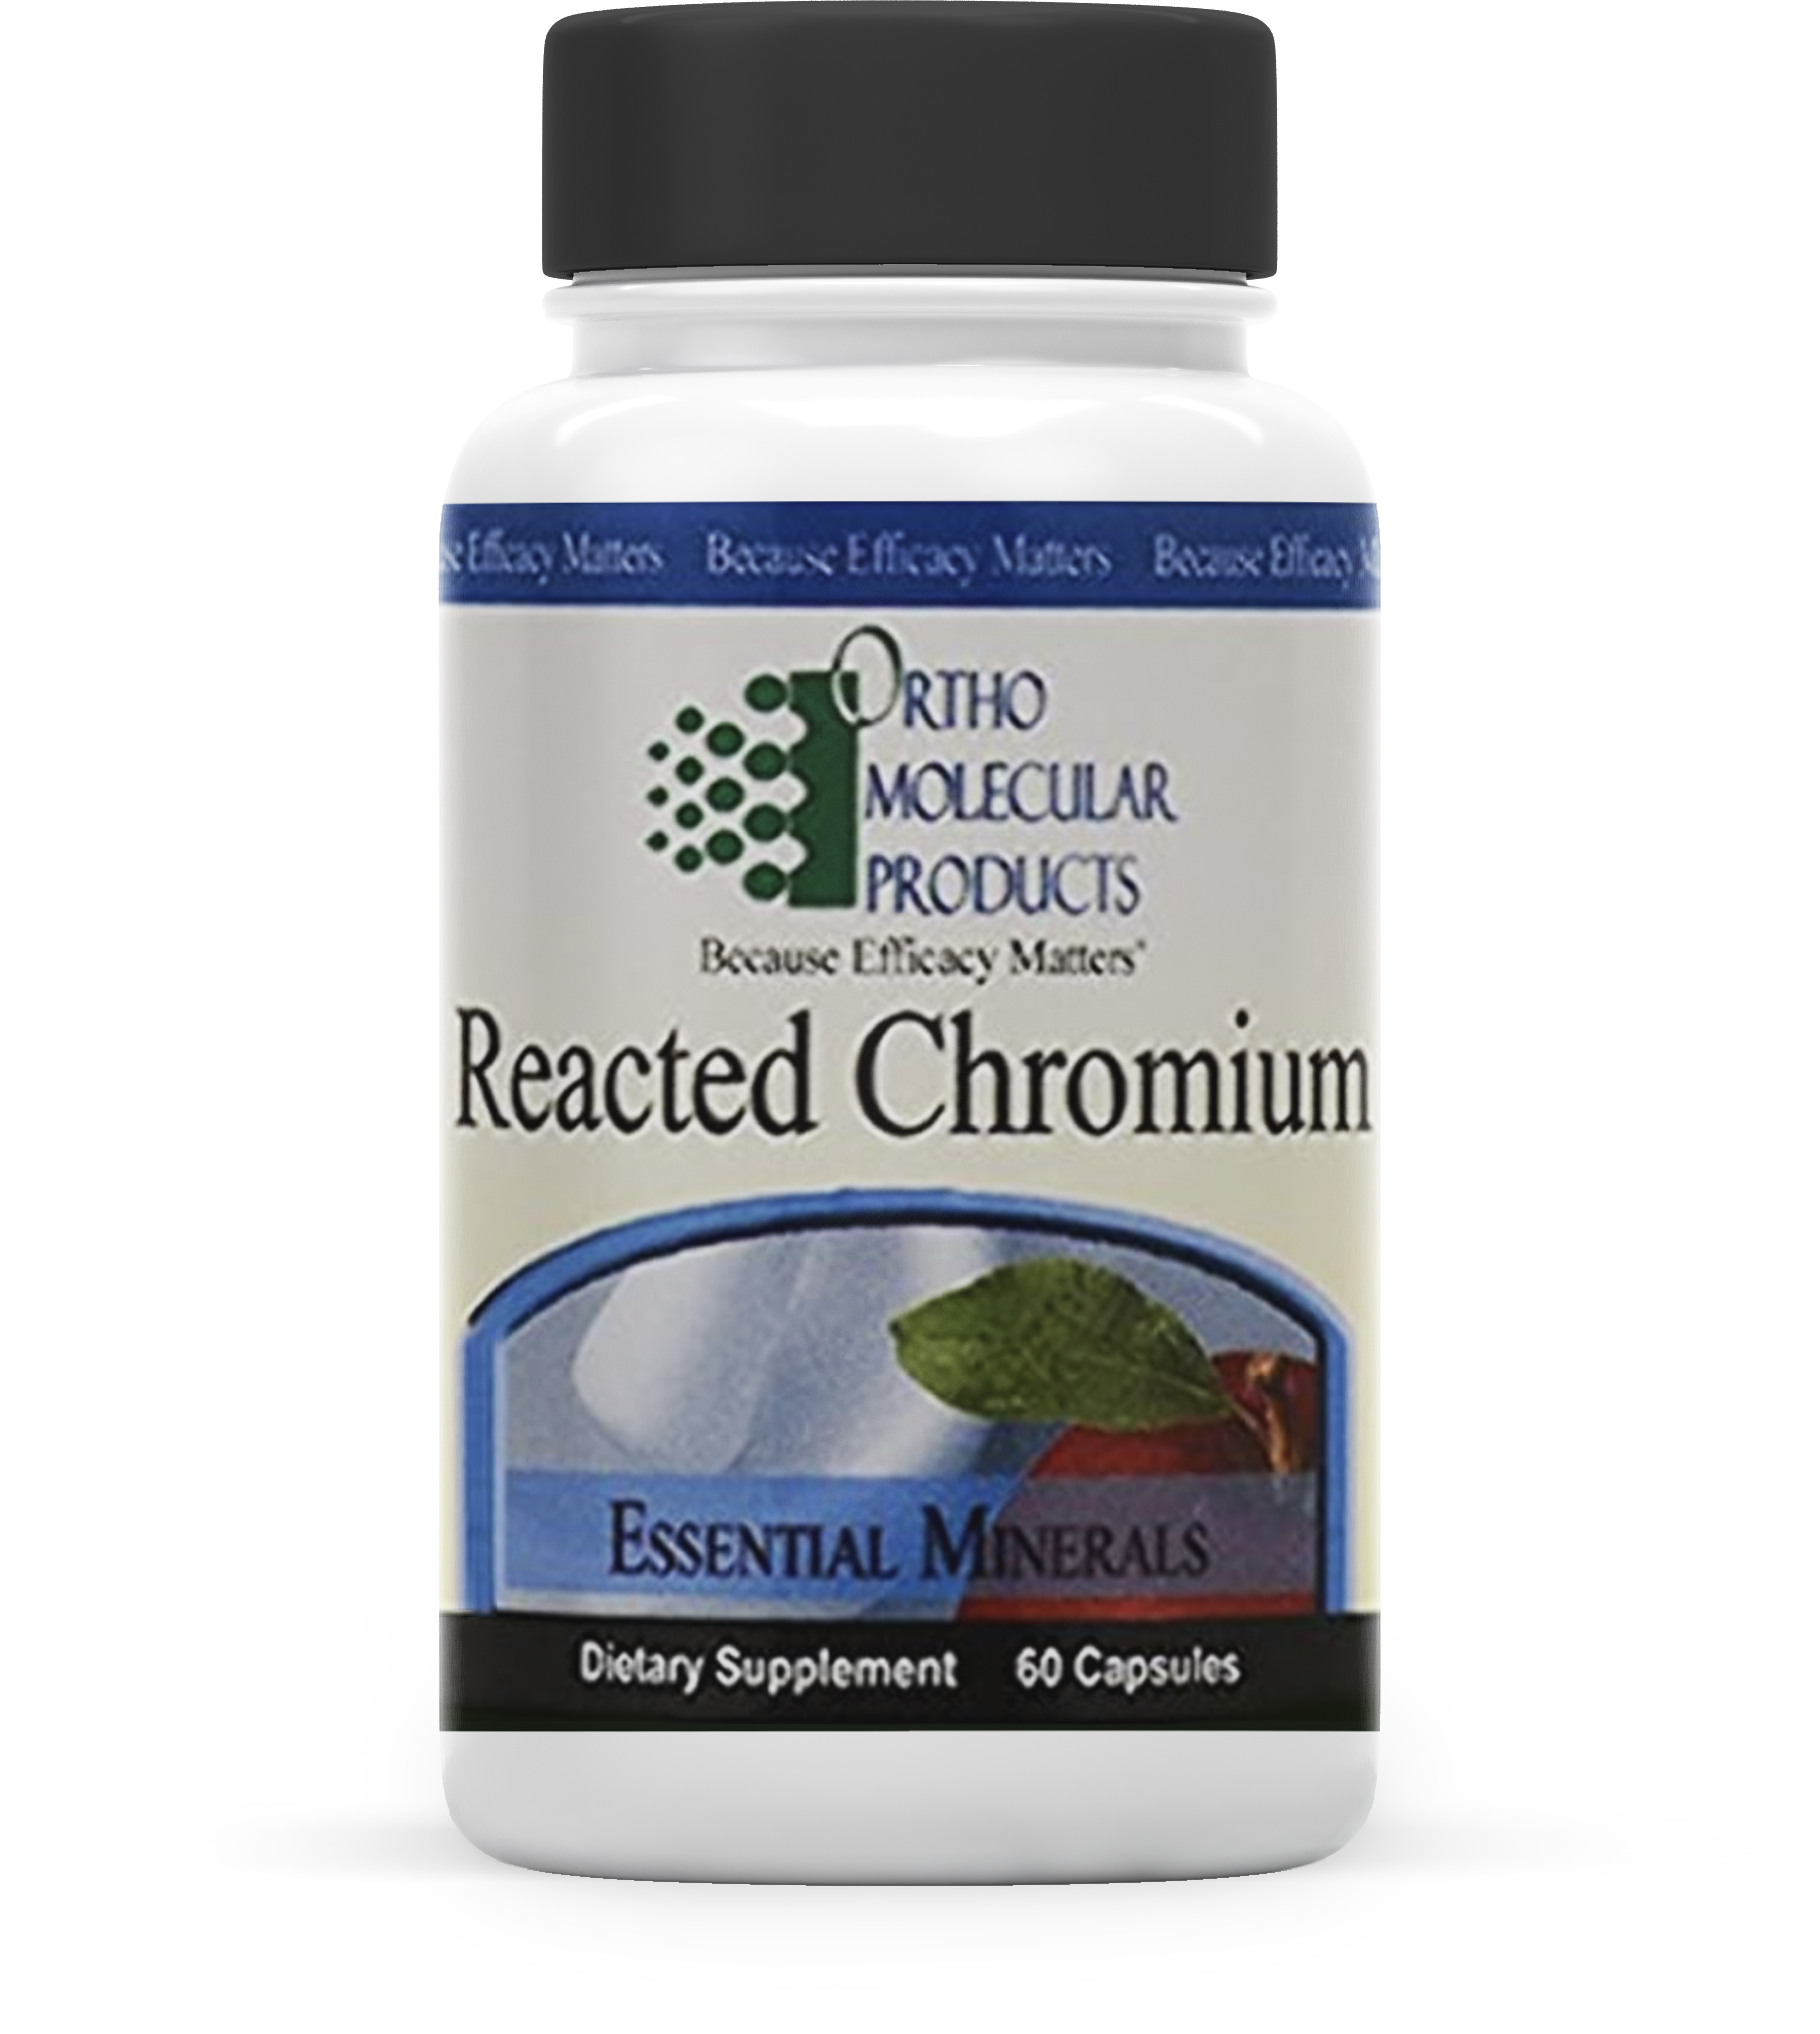 Efficacy Matters Because Efficacy Matters Because Efficacy
ORTHO
MOLECULAR
PRODUCTS
Because Efficacy Matters®
Reacted Chromium
ESSENTIAL MINERALS
Dietary Supplement 60 Capsules